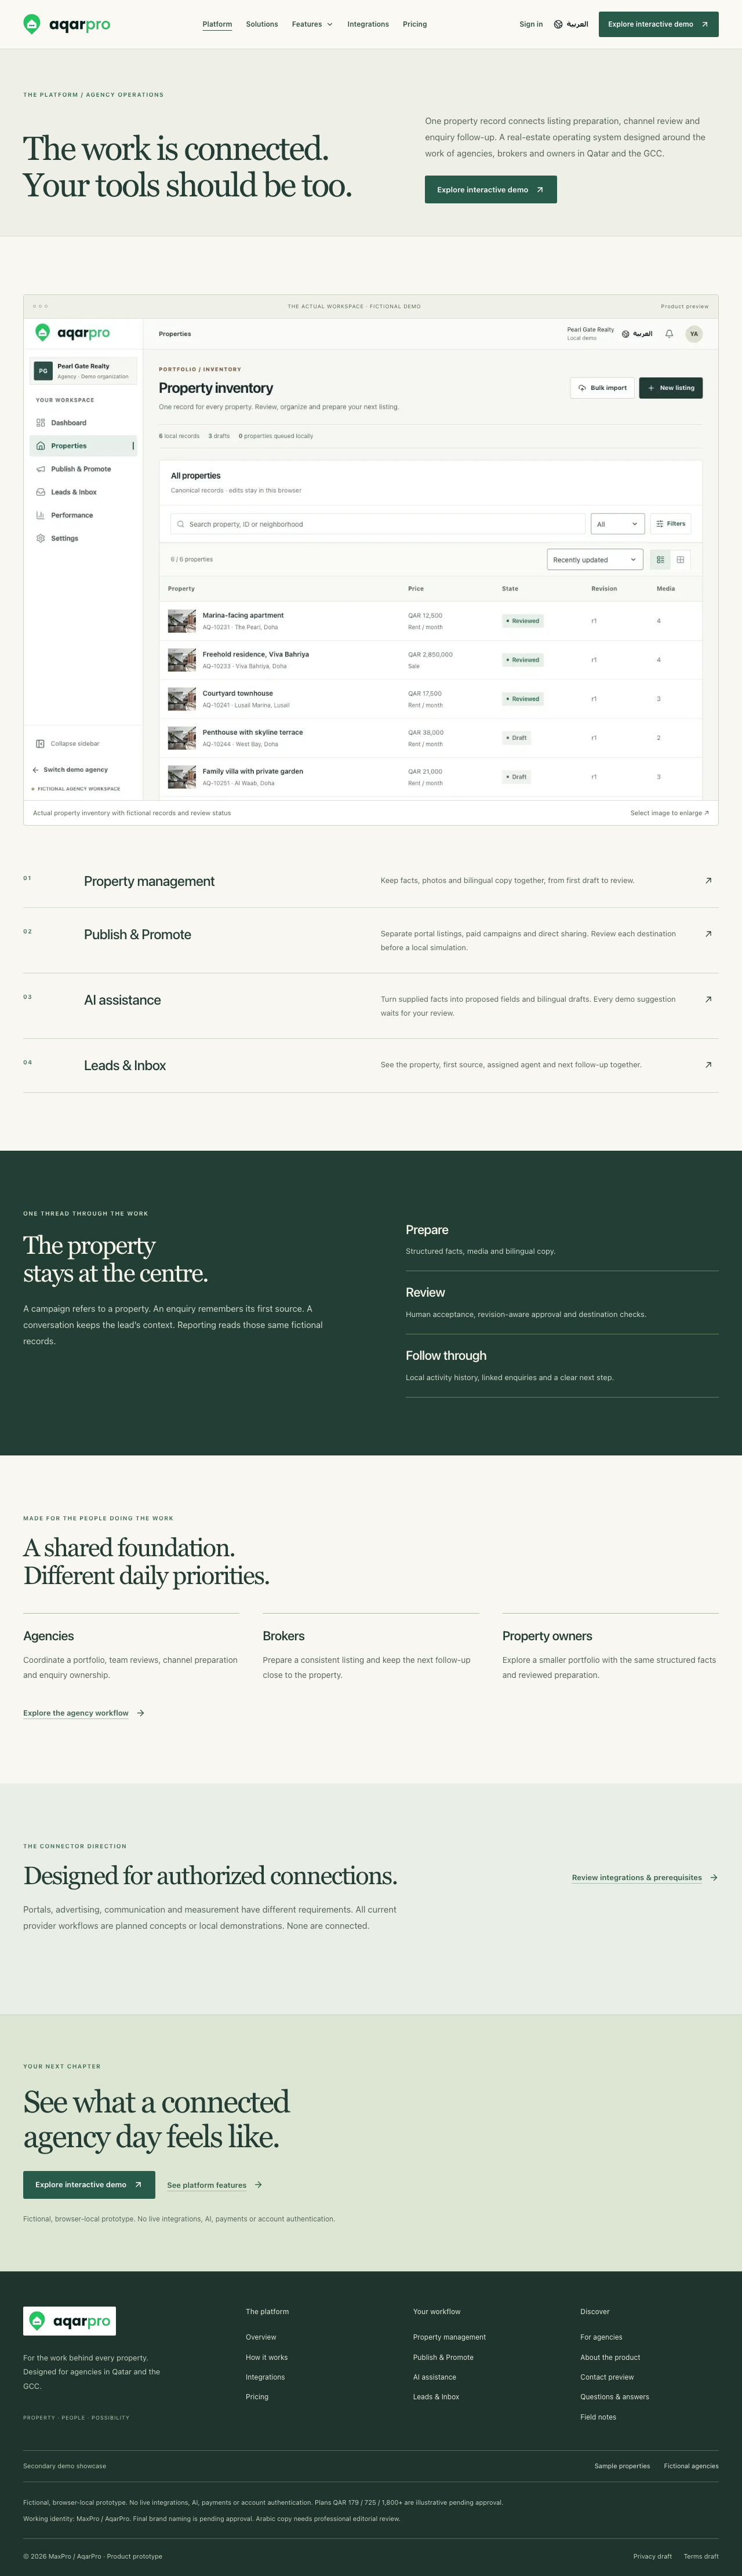 aqarpro
Platform Solutions Features Integrations Pricing
Sign in العربية Explore interactive demo
THE PLATFORM / AGENCY OPERATIONS
The work is connected.
Your tools should be too.
One property record connects listing preparation, channel review and
enquiry follow-up. A real-estate operating system designed around the
work of agencies, brokers and owners in Qatar and the GCC.
Explore interactive demo
THE ACTUAL WORKSPACE · FICTIONAL DEMO
Product preview
aqarpro
Properties
Pearl Gate Realty
Local demo
العربية
YA
PG
Pearl Gate Realty
Agency · Demo organization
YOUR WORKSPACE
Dashboard
Properties
Publish & Promote
Leads & Inbox
Performance
Settings
Collapse sidebar
Switch demo agency
FICTIONAL AGENCY WORKSPACE
PORTFOLIO / INVENTORY
Property inventory
One record for every property. Review, organize and prepare your next listing.
Bulk import
New listing
6 local records 3 drafts 0 properties queued locally
All properties
Canonical records · edits stay in this browser
Search property, ID or neighborhood
All
Filters
6 / 6 properties
Recently updated
Property Price State Revision Media
Marina-facing apartment
AQ-10231 · The Pearl, Doha
QAR 12,500
Rent / month
Reviewed
r1
4
Freehold residence, Viva Bahriya
AQ-10233 · Viva Bahriya, Doha
QAR 2,850,000
Sale
Reviewed
r1
4
Courtyard townhouse
AQ-10241 · Lusail Marina, Lusail
QAR 17,500
Rent / month
Reviewed
r1
3
Penthouse with skyline terrace
AQ-10244 · West Bay, Doha
QAR 38,000
Rent / month
Draft
r1
2
Family villa with private garden
AQ-10251 · Al Waab, Doha
QAR 21,000
Rent / month
Draft
r1
3
Actual property inventory with fictional records and review status
Select image to enlarge ↗
01
Property management
Keep facts, photos and bilingual copy together, from first draft to review.
02
Publish & Promote
Separate portal listings, paid campaigns and direct sharing. Review each destination
before a local simulation.
03
AI assistance
Turn supplied facts into proposed fields and bilingual drafts. Every demo suggestion
waits for your review.
04
Leads & Inbox
See the property, first source, assigned agent and next follow-up together.
ONE THREAD THROUGH THE WORK
The property
stays at the centre.
A campaign refers to a property. An enquiry remembers its first source. A
conversation keeps the lead's context. Reporting reads those same fictional
records.
Prepare
Structured facts, media and bilingual copy.
Review
Human acceptance, revision-aware approval and destination checks.
Follow through
Local activity history, linked enquiries and a clear next step.
MADE FOR THE PEOPLE DOING THE WORK
A shared foundation.
Different daily priorities.
Agencies
Coordinate a portfolio, team reviews, channel preparation
and enquiry ownership.
Explore the agency workflow
Brokers
Prepare a consistent listing and keep the next follow-up
close to the property.
Property owners
Explore a smaller portfolio with the same structured facts
and reviewed preparation.
THE CONNECTOR DIRECTION
Designed for authorized connections.
Portals, advertising, communication and measurement have different requirements. All current
provider workflows are planned concepts or local demonstrations. None are connected.
Review integrations & prerequisites
YOUR NEXT CHAPTER
See what a connected
agency day feels like.
Explore interactive demo
See platform features
Fictional, browser-local prototype. No live integrations, AI, payments or account authentication.
aqarpro
For the work behind every property.
Designed for agencies in Qatar and the
GCC.
PROPERTY · PEOPLE · POSSIBILITY
The platform
Overview
How it works
Integrations
Pricing
Your workflow
Property management
Publish & Promote
AI assistance
Leads & Inbox
Discover
For agencies
About the product
Contact preview
Questions & answers
Field notes
Secondary demo showcase
Sample properties Fictional agencies
Fictional, browser-local prototype. No live integrations, AI, payments or account authentication. Plans QAR 179 / 725 / 1,800+ are illustrative pending approval.
Working identity: MaxPro / AqarPro. Final brand naming is pending approval. Arabic copy needs professional editorial review.
© 2026 MaxPro / AqarPro · Product prototype
Privacy draft Terms draft